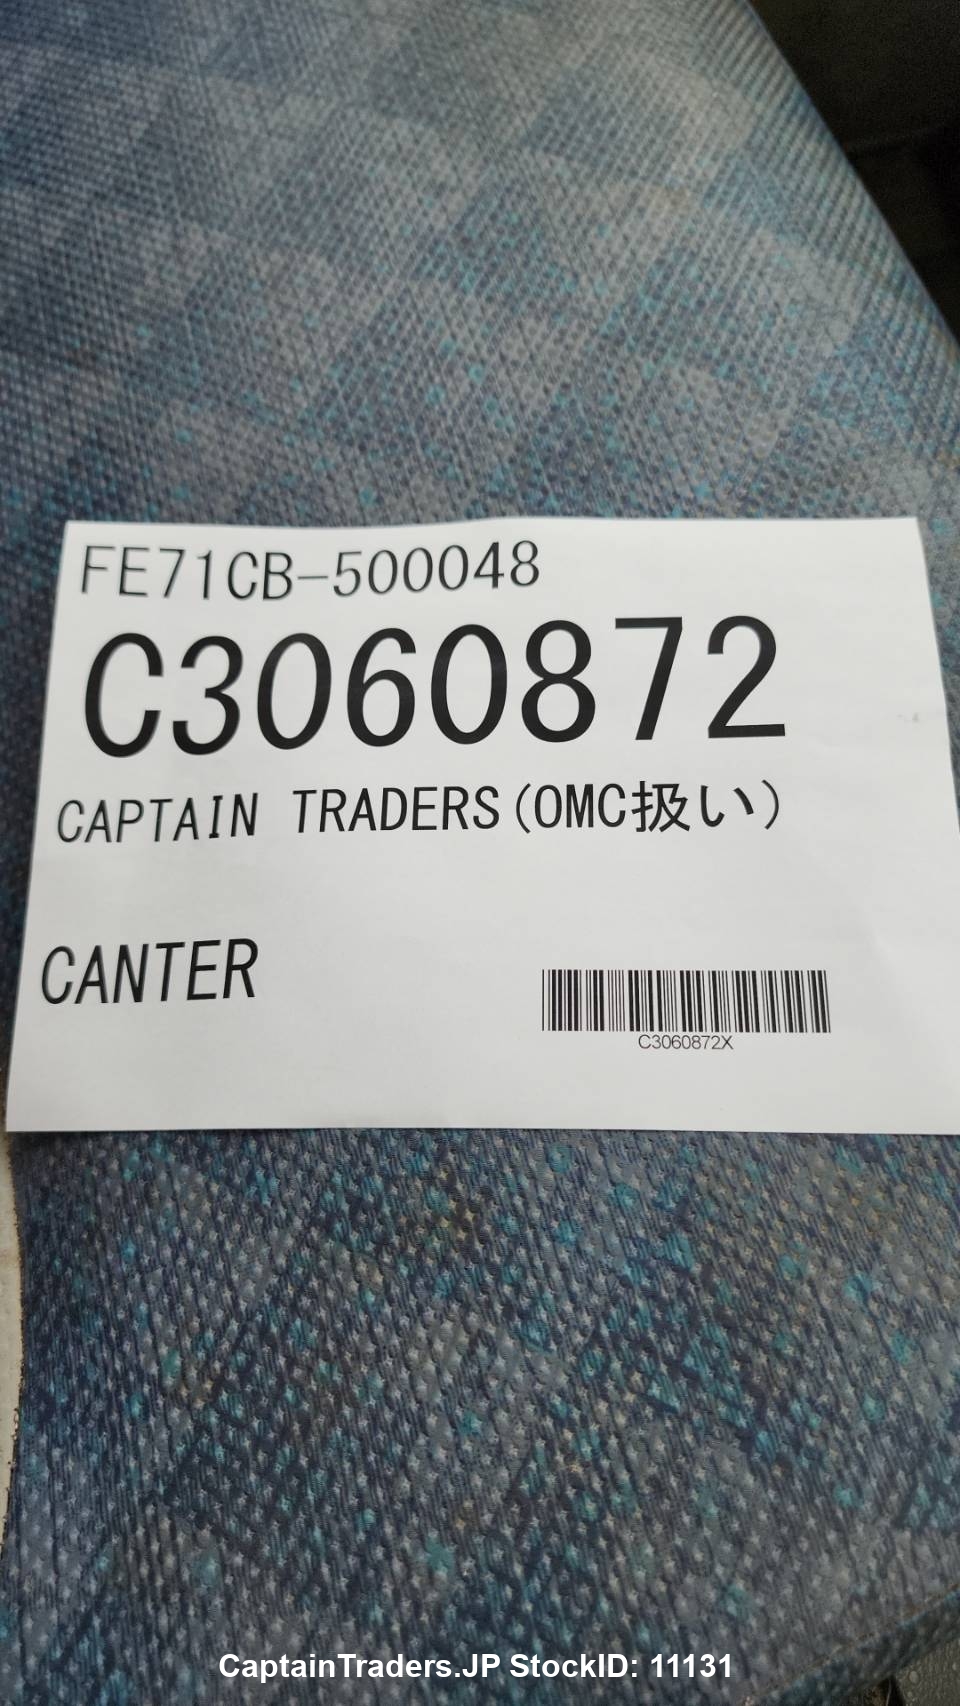 FE71CB-500048
C3060872
CAPTAIN TRADERS(OMC扱い)
CANTER
C3060872X
CaptainTraders.JP StockID: 11131